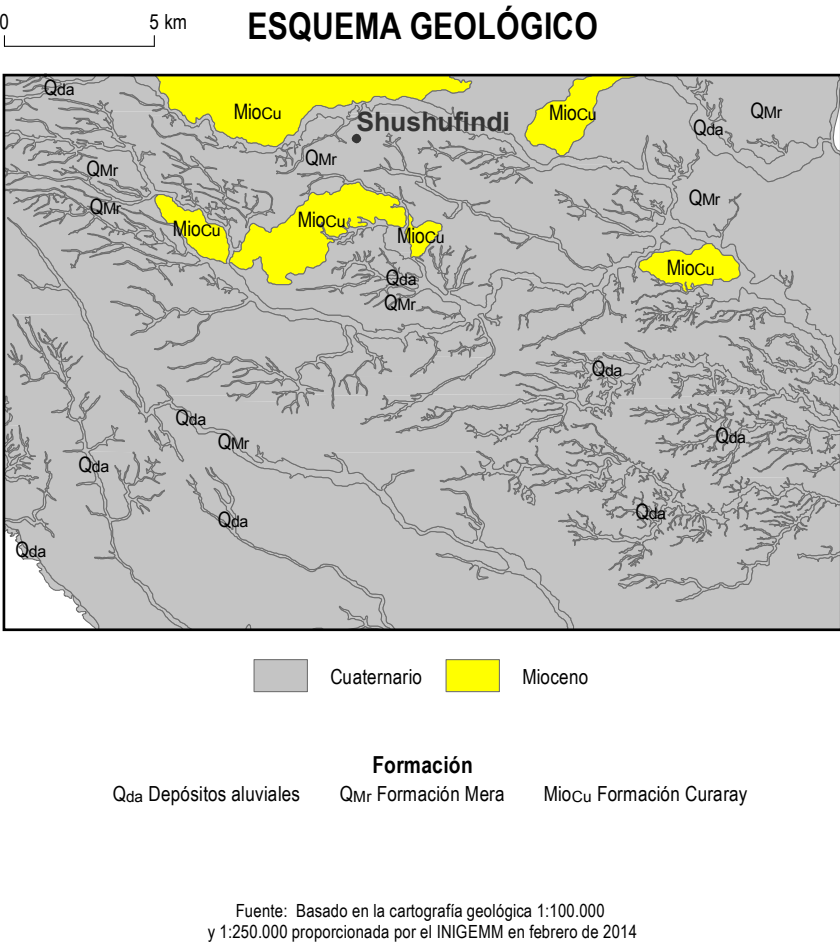 0 5 km ESQUEMA GEOLÓGICO
Qda
MioCu
MioCu
QMr
Shushufindi
Qda
QMr
QMr
QMr
QMr
MioCu
MioCu
MioCu
QMr
Qda
QMr
MioCu
Qda
Qda
QMr
Qda
Qda
Qda
Qda
Qda
Cuaternario Mioceno
Formación
Qda Depósitos aluviales QMr Formación Mera MioCu Formación Curaray
Fuente: Basado en la cartografía geológica 1:100.000
y 1:250.000 proporcionada por el INIGEMM en febrero de 2014